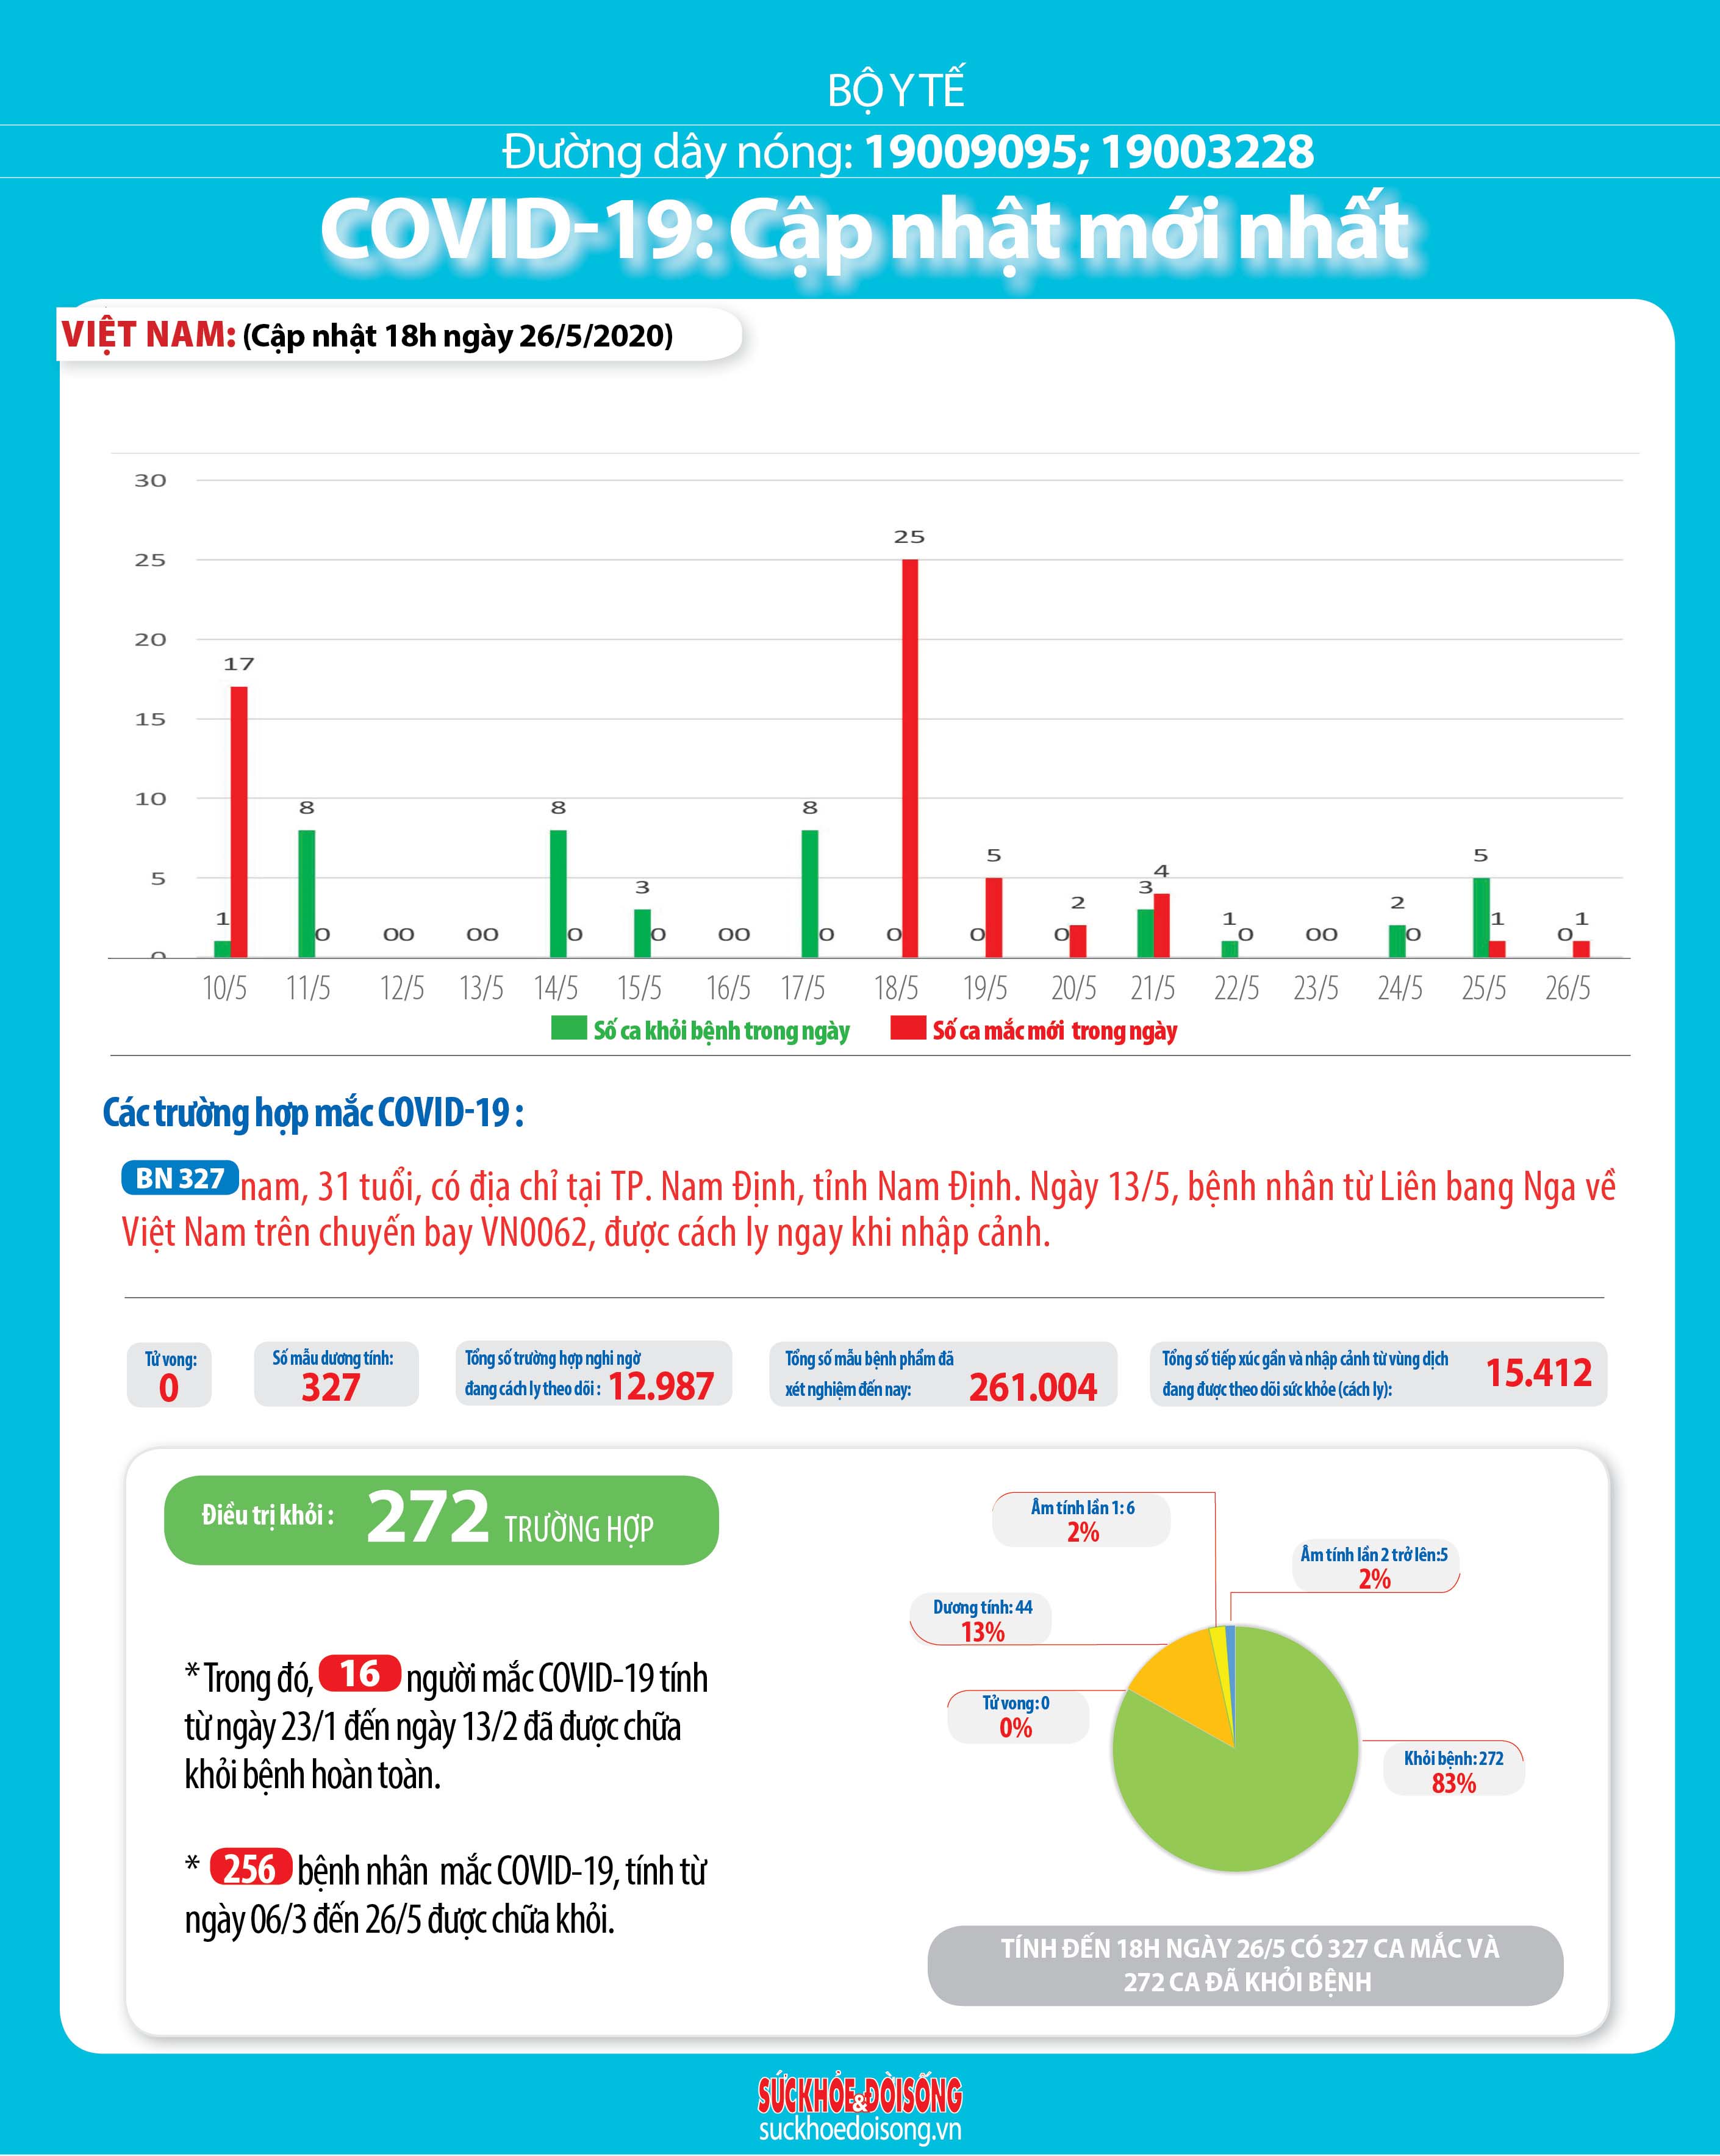 BỘ Y TẾ
Đường dây nóng: 19009095; 19003228
COVID-19: Cập nhật mới nhất
VIỆT NAM: (Cập nhật 18h ngày 26/5/2020)
30
25
20
15
10
5
0
1 17
8 0
0 0
0 0
8 0
3 0
0 0
8 0
0 25
0 5
0 2
3 4
1 0
0 0
2 0
5 1
0 1
10/5 11/5 12/5 13/5 14/5 15/5 16/5 17/5 18/5 19/5 20/5 21/5 22/5 23/5 24/5 25/5 26/5
Số ca khỏi bệnh trong ngày Số ca mắc mới trong ngày
Các trường hợp mắc COVID-19 :
BN 327 nam, 31 tuổi, có địa chỉ tại TP. Nam Định, tỉnh Nam Định. Ngày 13/5, bệnh nhân từ Liên bang Nga về
Việt Nam trên chuyến bay VN0062, được cách ly ngay khi nhập cảnh.
Tử vong:
0
Số mẫu dương tính:
327
Tổng số trường hợp nghi ngờ
đang cách ly theo dõi : 12.987
Tổng số mẫu bệnh phẩm đã
xét nghiệm đến nay: 261.004
Tổng số tiếp xúc gần và nhập cảnh từ vùng dịch
đang được theo dõi sức khỏe (cách ly): 15.412
Điều trị khỏi : 272 TRƯỜNG HỢP
* Trong đó, 16 người mắc COVID-19 tính
từ ngày 23/1 đến ngày 13/2 đã được chữa
khỏi bệnh hoàn toàn.
* 256 bệnh nhân mắc COVID-19, tính từ
ngày 06/3 đến 26/5 được chữa khỏi.
Âm tính lần 1: 6
2%
Âm tính lần 2 trở lên:5
2%
Dương tính: 44
13%
Tử vong: 0
0%
Khỏi bệnh: 272
83%
TÍNH ĐẾN 18H NGÀY 26/5 CÓ 327 CA MẮC VÀ
272 CA ĐÃ KHỎI BỆNH
SỨC KHỎE & ĐỜI SỐNG
suckhoedoisong.vn